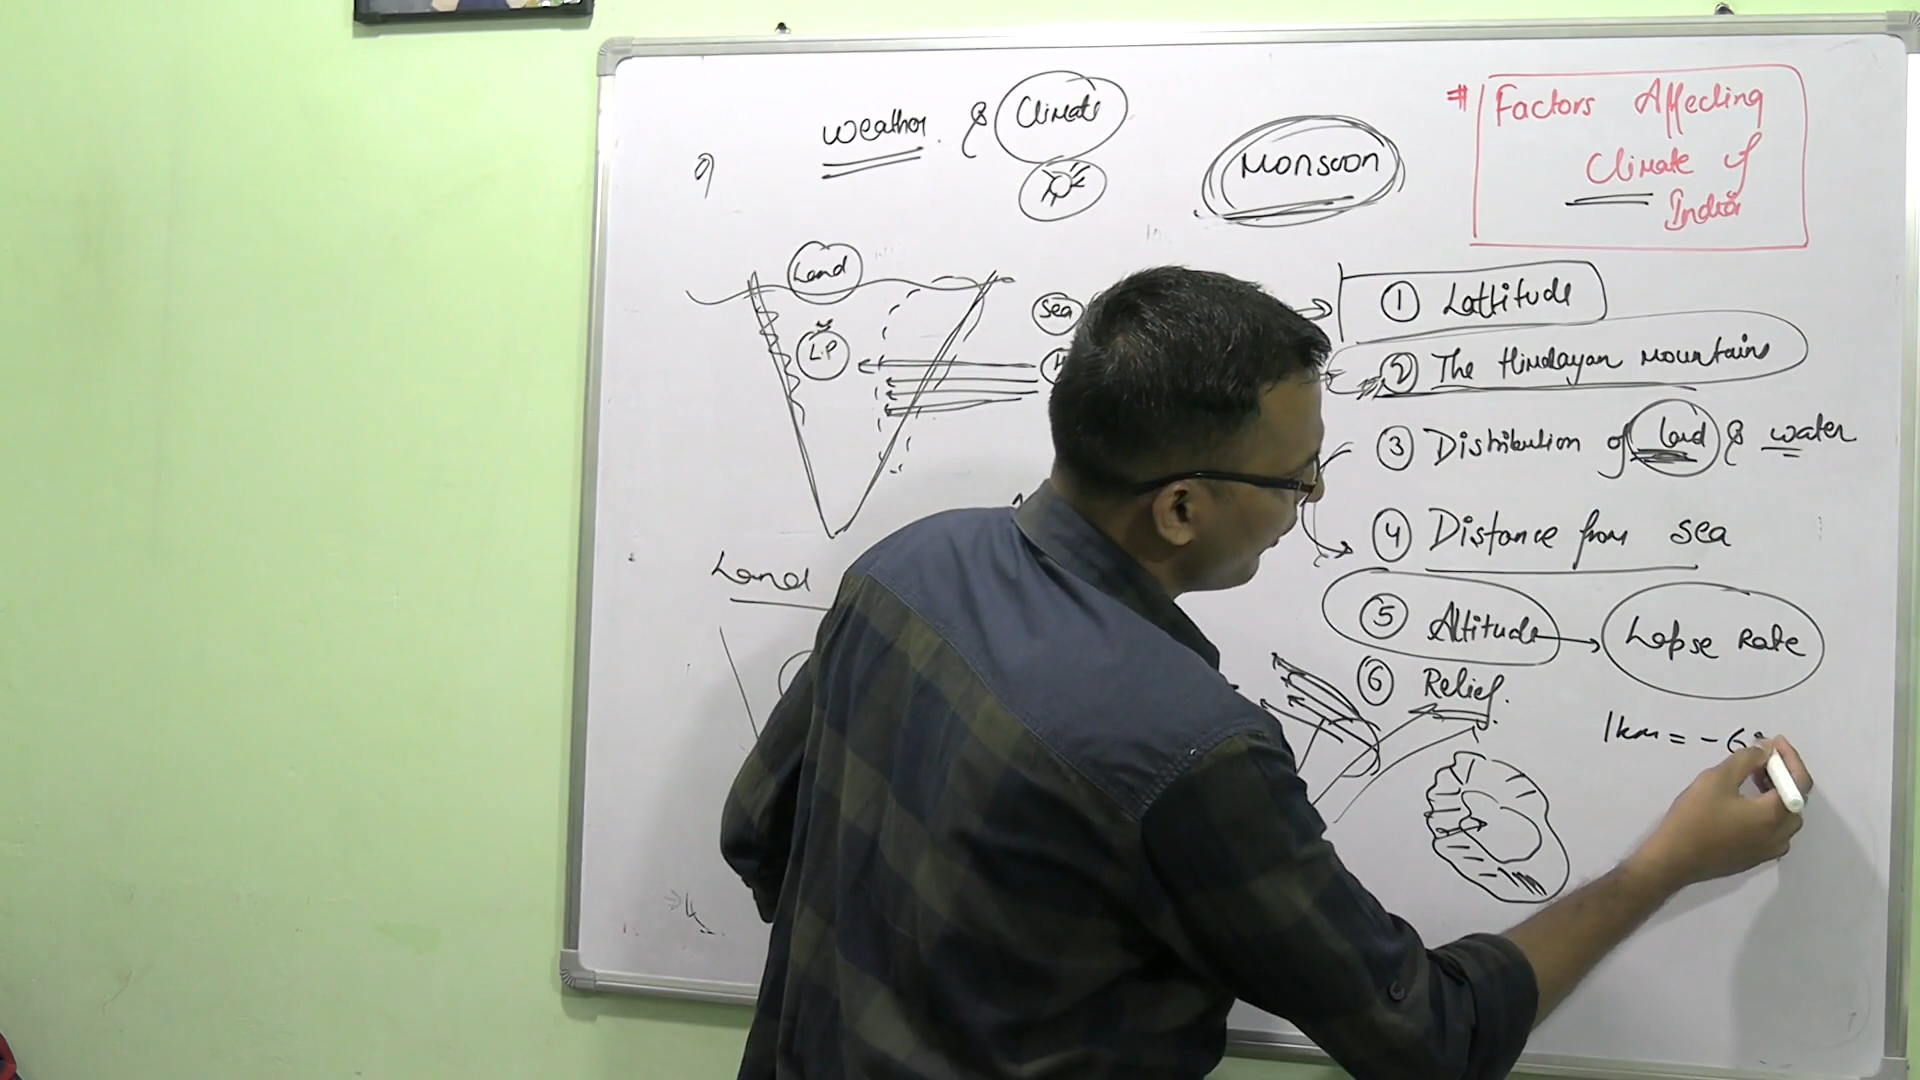 Weather. & Climate
Monsoon
# Factors Affecting
Climate of
India
Land
L.P
Sea
H
Land
① Lattitude
② The Himalayan Mountains
③ Distribution of Land & water
④ Distance from sea
⑤ Altitude → Lapse Rate
⑥ Relief.
1km = -6°